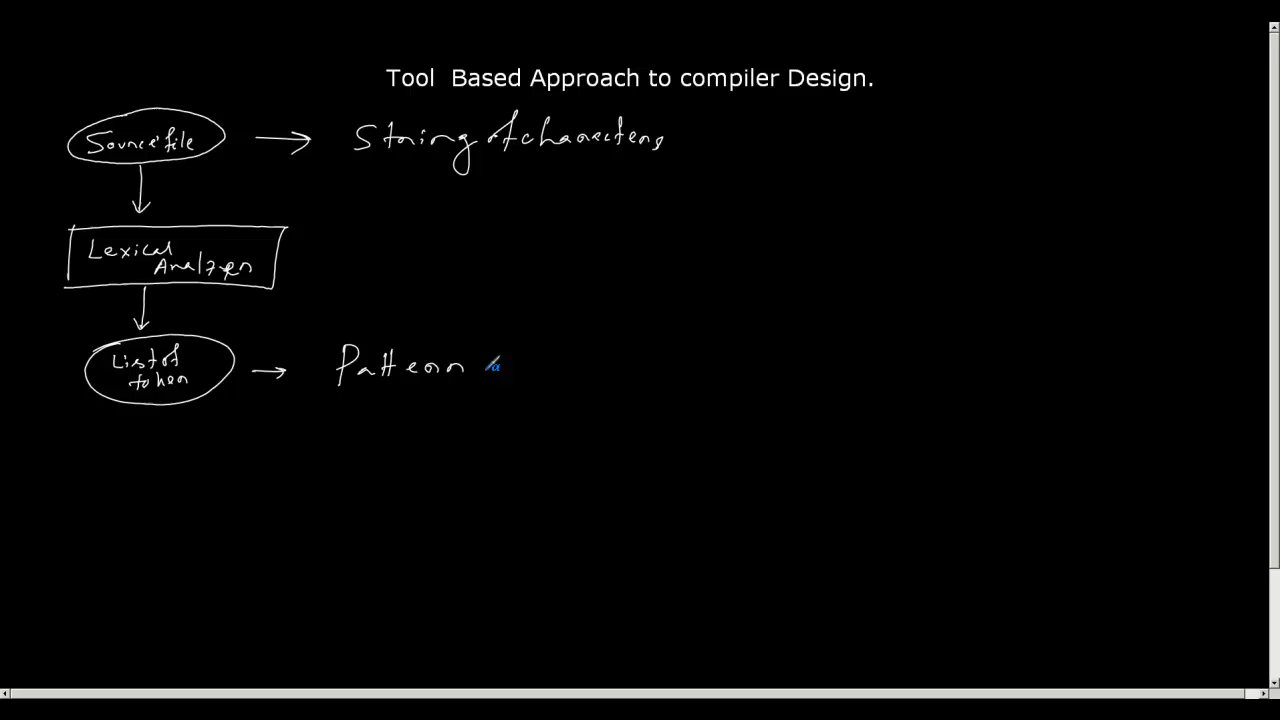 Tool Based Approach to compiler Design.
Source file → String of characters
Lexical
Analyzer
List of
token → Pattern